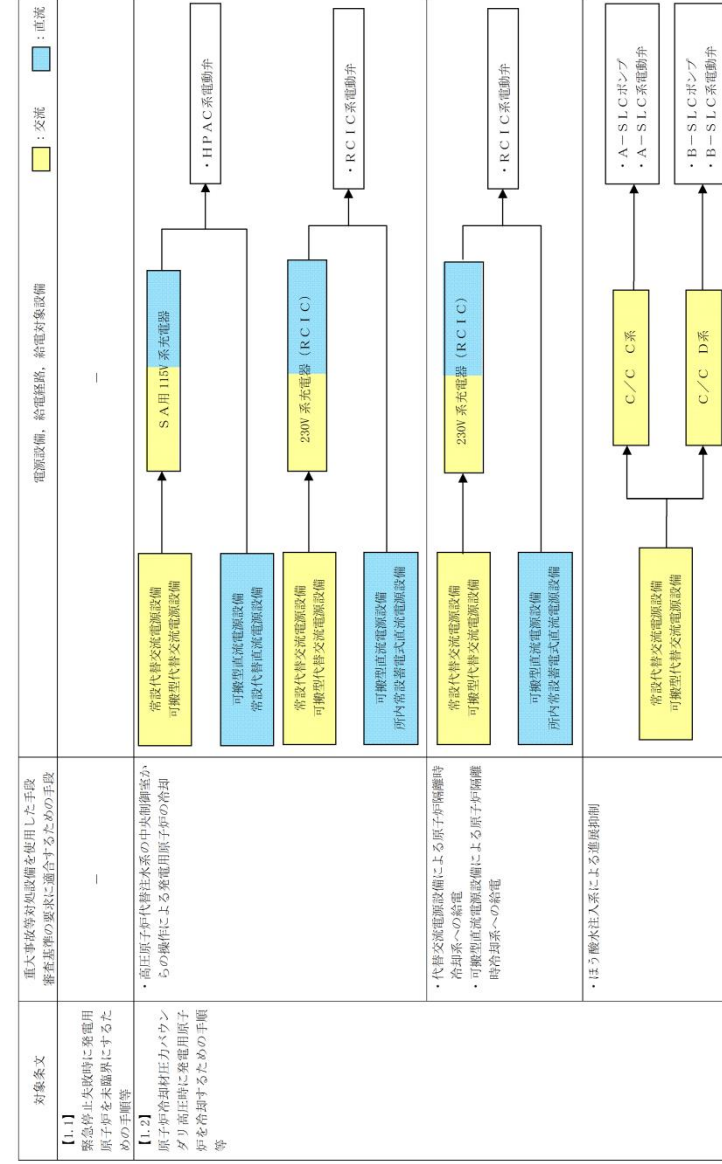 ：交流
：直流
対象条文
重大事故等対処設備を使用した手段
審査基準の要求に適合するための手段
電源設備，給電経路，給電対象設備
【1.1】
緊急停止失敗時に発電用
原子炉を未臨界にするた
めの手順等
－
－
【1.2】
原子炉冷却材圧力バウン
ダリ高圧時に発電用原子
炉を冷却するための手順
等
・高圧原子炉代替注水系の中央制御室か
らの操作による発電用原子炉の冷却
常設代替交流電源設備
可搬型代替交流電源設備
ＳＡ用 115V 系充電器
・ＨＰＡＣ系電動弁
可搬型直流電源設備
常設代替直流電源設備
常設代替交流電源設備
可搬型代替交流電源設備
230V 系充電器（ＲＣＩＣ）
・ＲＣＩＣ系電動弁
可搬型直流電源設備
所内常設蓄電式直流電源設備
・代替交流電源設備による原子炉隔離時
冷却系への給電
・可搬型直流電源設備による原子炉隔離
時冷却系への給電
常設代替交流電源設備
可搬型代替交流電源設備
230V 系充電器（ＲＣＩＣ）
・ＲＣＩＣ系電動弁
可搬型直流電源設備
所内常設蓄電式直流電源設備
・ほう酸水注入系による進展抑制
常設代替交流電源設備
可搬型代替交流電源設備
Ｃ／Ｃ　Ｃ系
・Ａ－ＳＬＣポンプ
・Ａ－ＳＬＣ系電動弁
Ｃ／Ｃ　Ｄ系
・Ｂ－ＳＬＣポンプ
・Ｂ－ＳＬＣ系電動弁